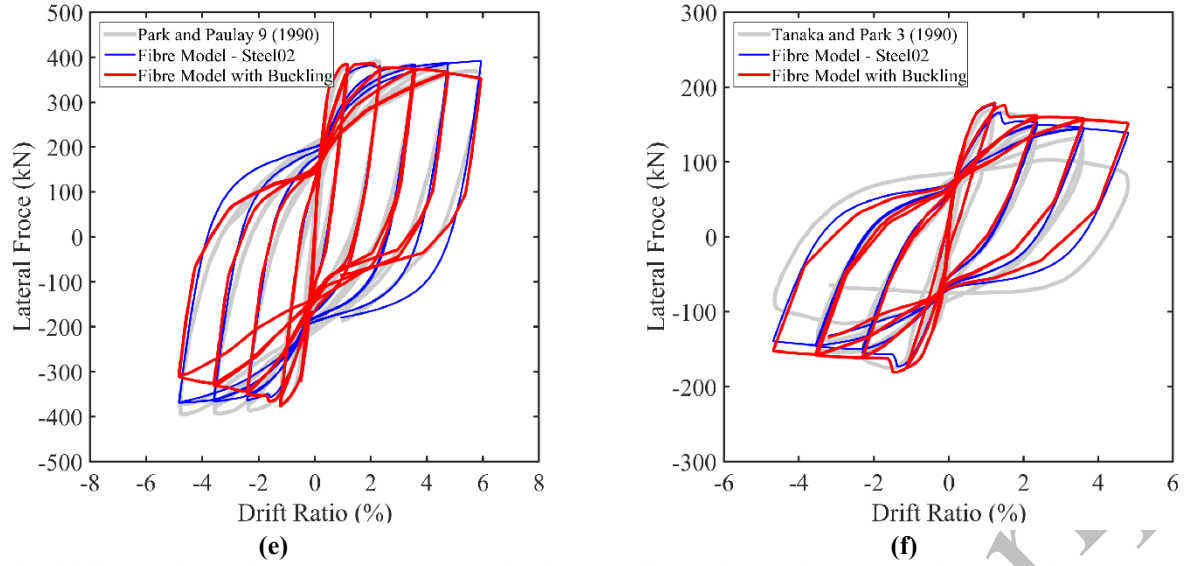 (e)
500
400
300
200
100
0
-100
-200
-300
-400
-500
Lateral Froce (kN)
Park and Paulay 9 (1990)
Fibre Model - Steel02
Fibre Model with Buckling
-8 -6 -4 -2 0 2 4 6 8
Drift Ratio (%)
(e)
(f)
300
200
100
0
-100
-200
-300
Lateral Froce (kN)
Tanaka and Park 3 (1990)
Fibre Model - Steel02
Fibre Model with Buckling
-6 -4 -2 0 2 4 6
Drift Ratio (%)
(f)